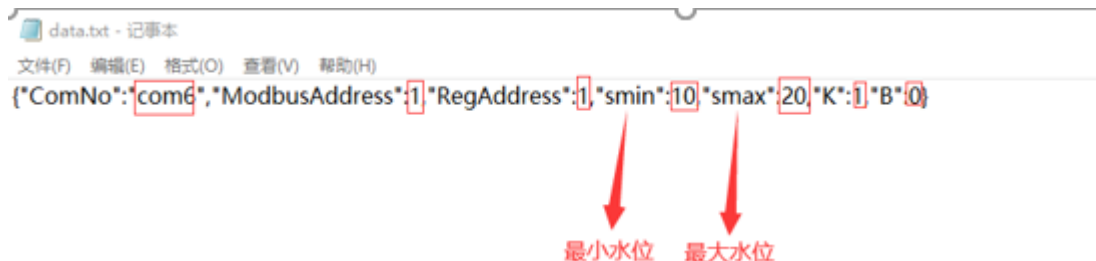 data.txt - 记事本
文件(F) 编辑(E) 格式(O) 查看(V) 帮助(H)
{"ComNo":"com6","ModbusAddress":1,"RegAddress":1,"smin":10,"smax":20,"K":1,"B":0}
最小水位 最大水位